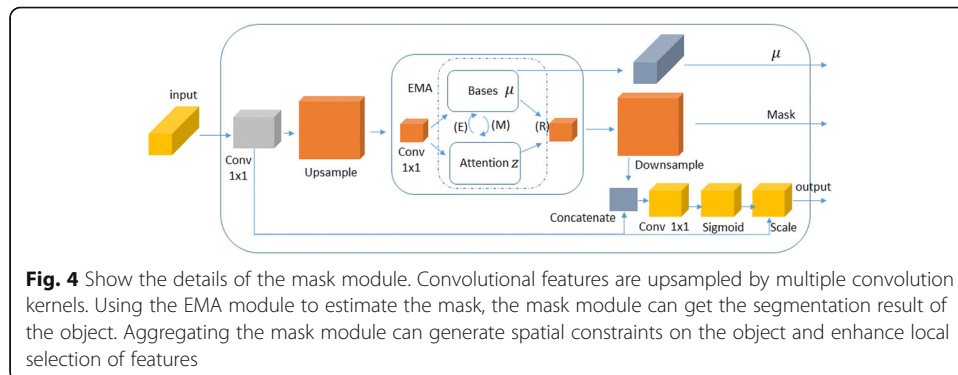 input
Conv
1x1
Upsample
EMA
Conv
1x1
Bases μ
(E)
(M)
(R)
Attention z
μ
Mask
Downsample
Concatenate
Conv 1x1
Sigmoid
Scale
output
Fig. 4 Show the details of the mask module. Convolutional features are upsampled by multiple convolution
kernels. Using the EMA module to estimate the mask, the mask module can get the segmentation result of
the object. Aggregating the mask module can generate spatial constraints on the object and enhance local
selection of features